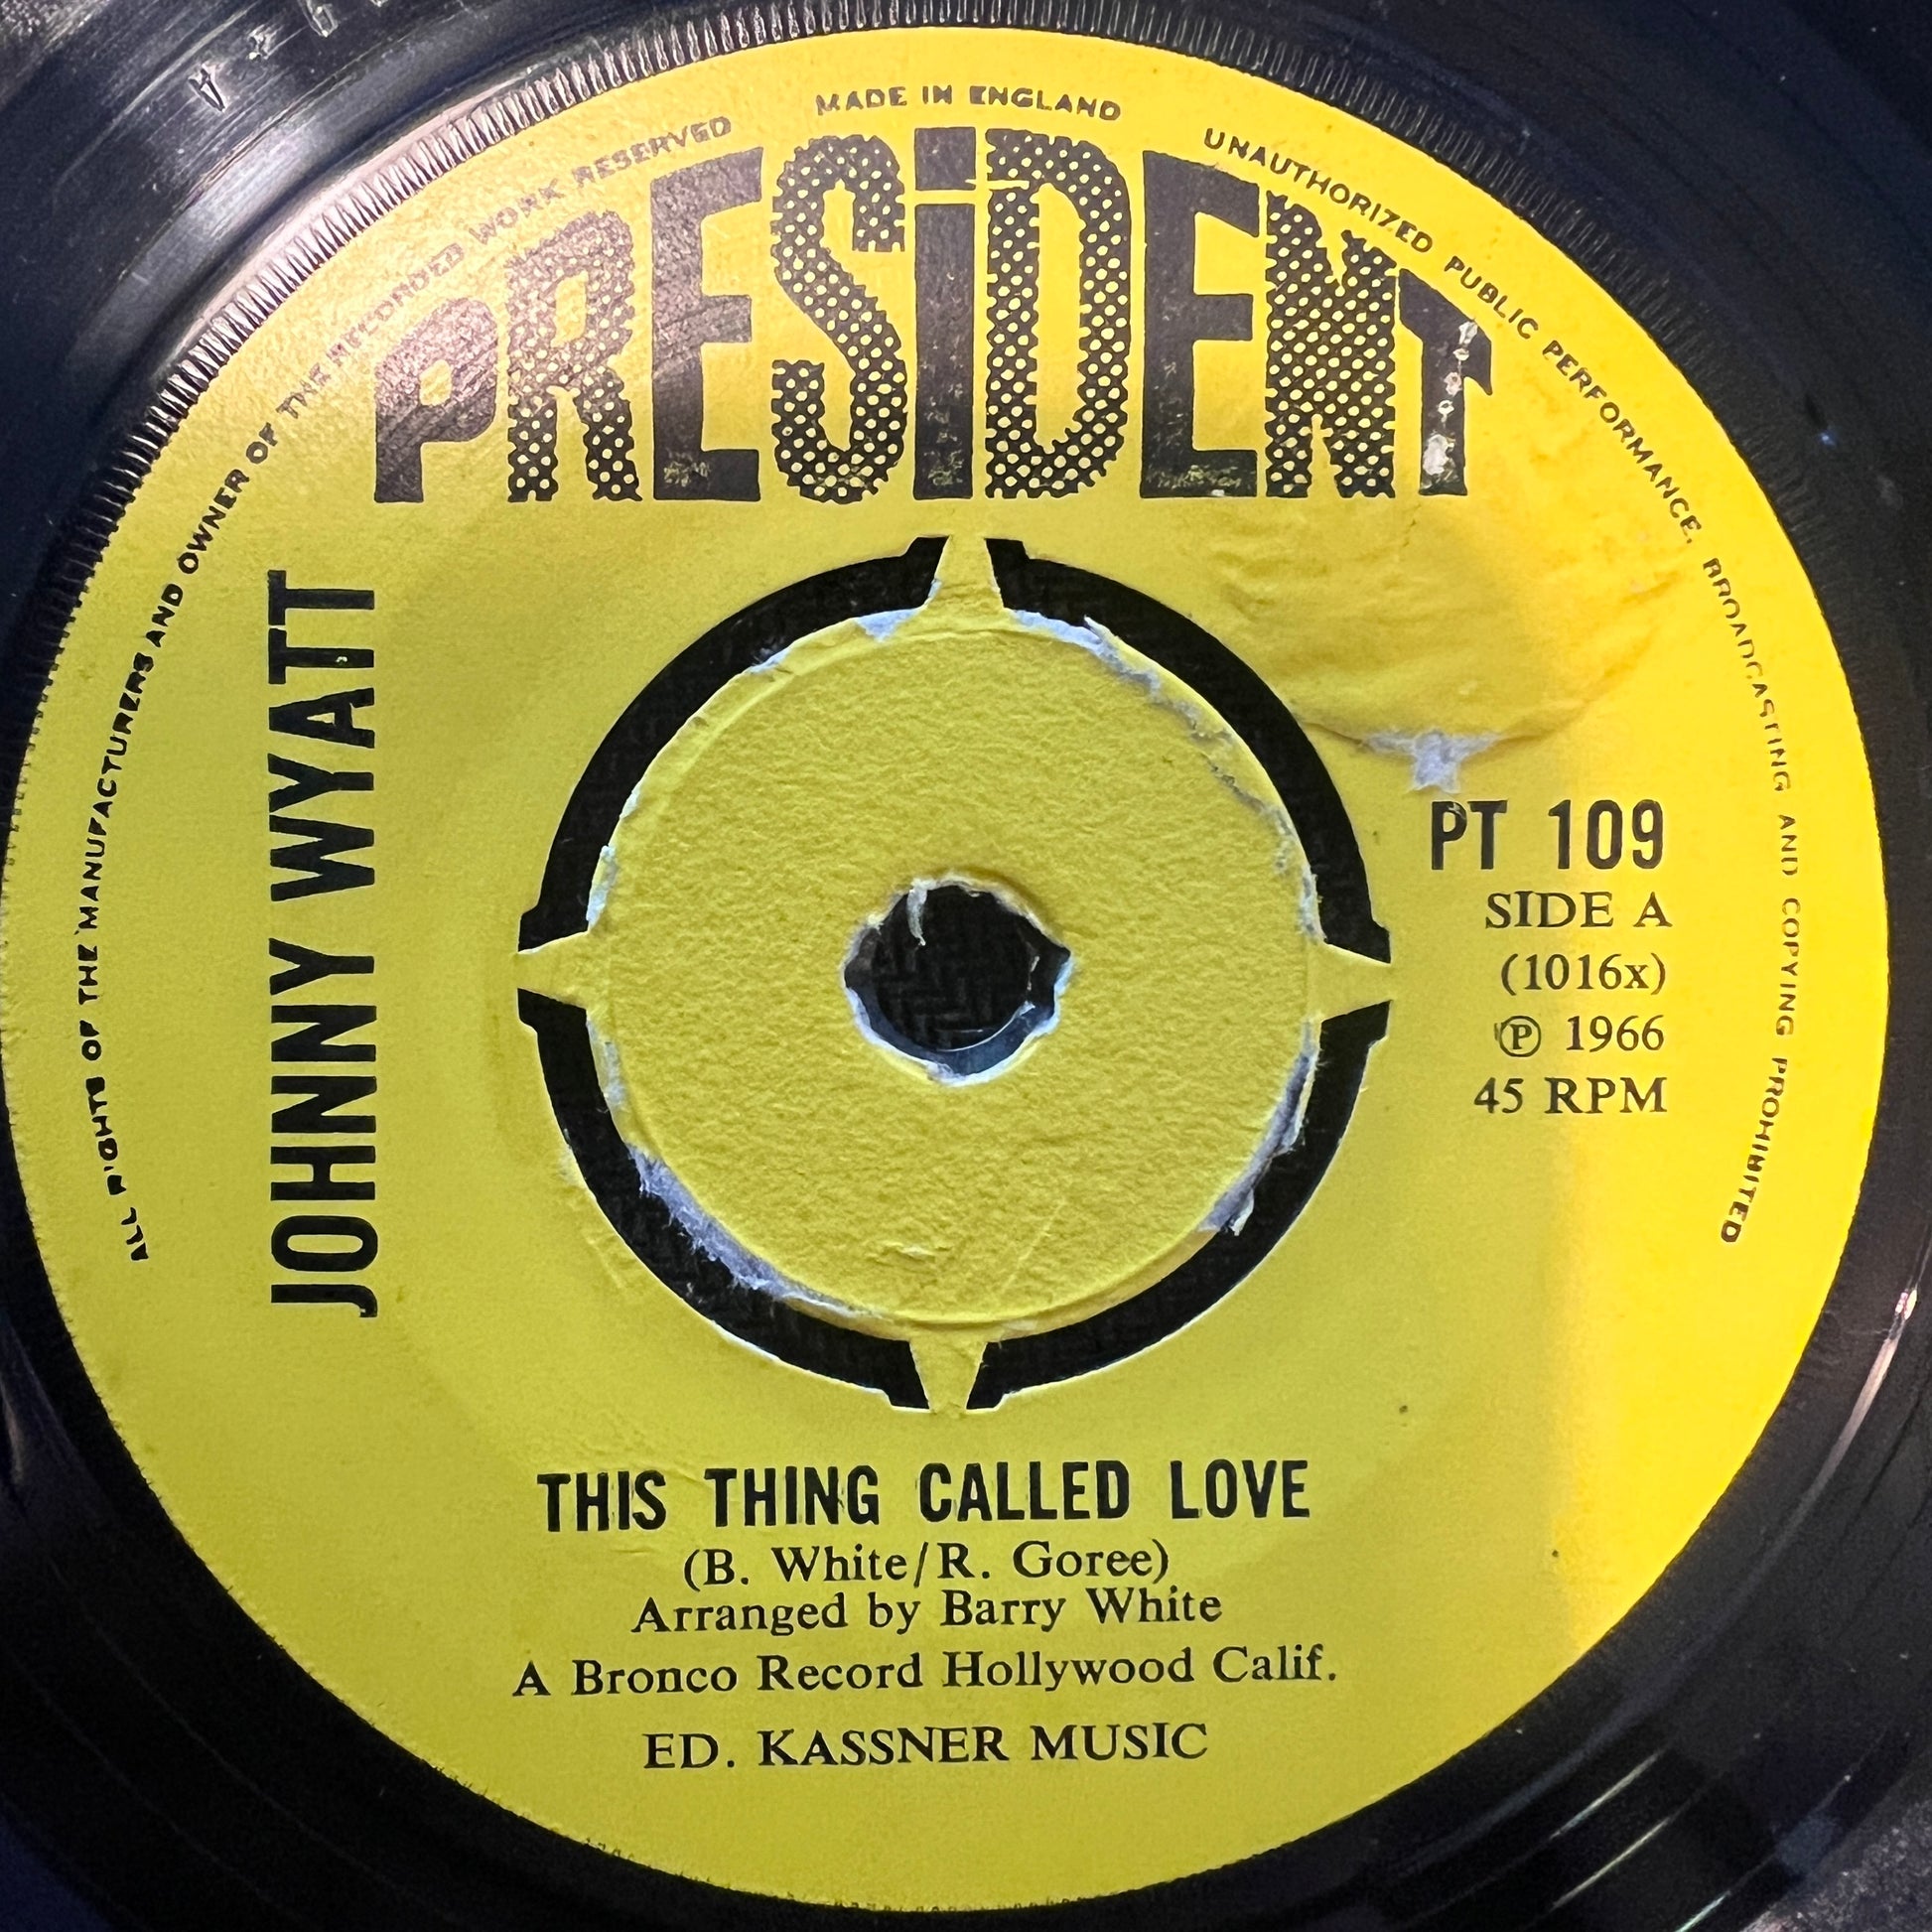 ALL RIGHTS OF THE MANUFACTURERS AND OWNER OF THE RECORDED WORK RESERVED
MADE IN ENGLAND
UNAUTHORIZED PUBLIC PERFORMANCE, BROADCASTING AND COPYING PROHIBITED
PRESiDENT
JOHNNY WYATT
PT 109
SIDE A
(1016x)
℗ 1966
45 RPM
THIS THING CALLED LOVE
(B. White/R. Goree)
Arranged by Barry White
A Bronco Record Hollywood Calif.
ED. KASSNER MUSIC